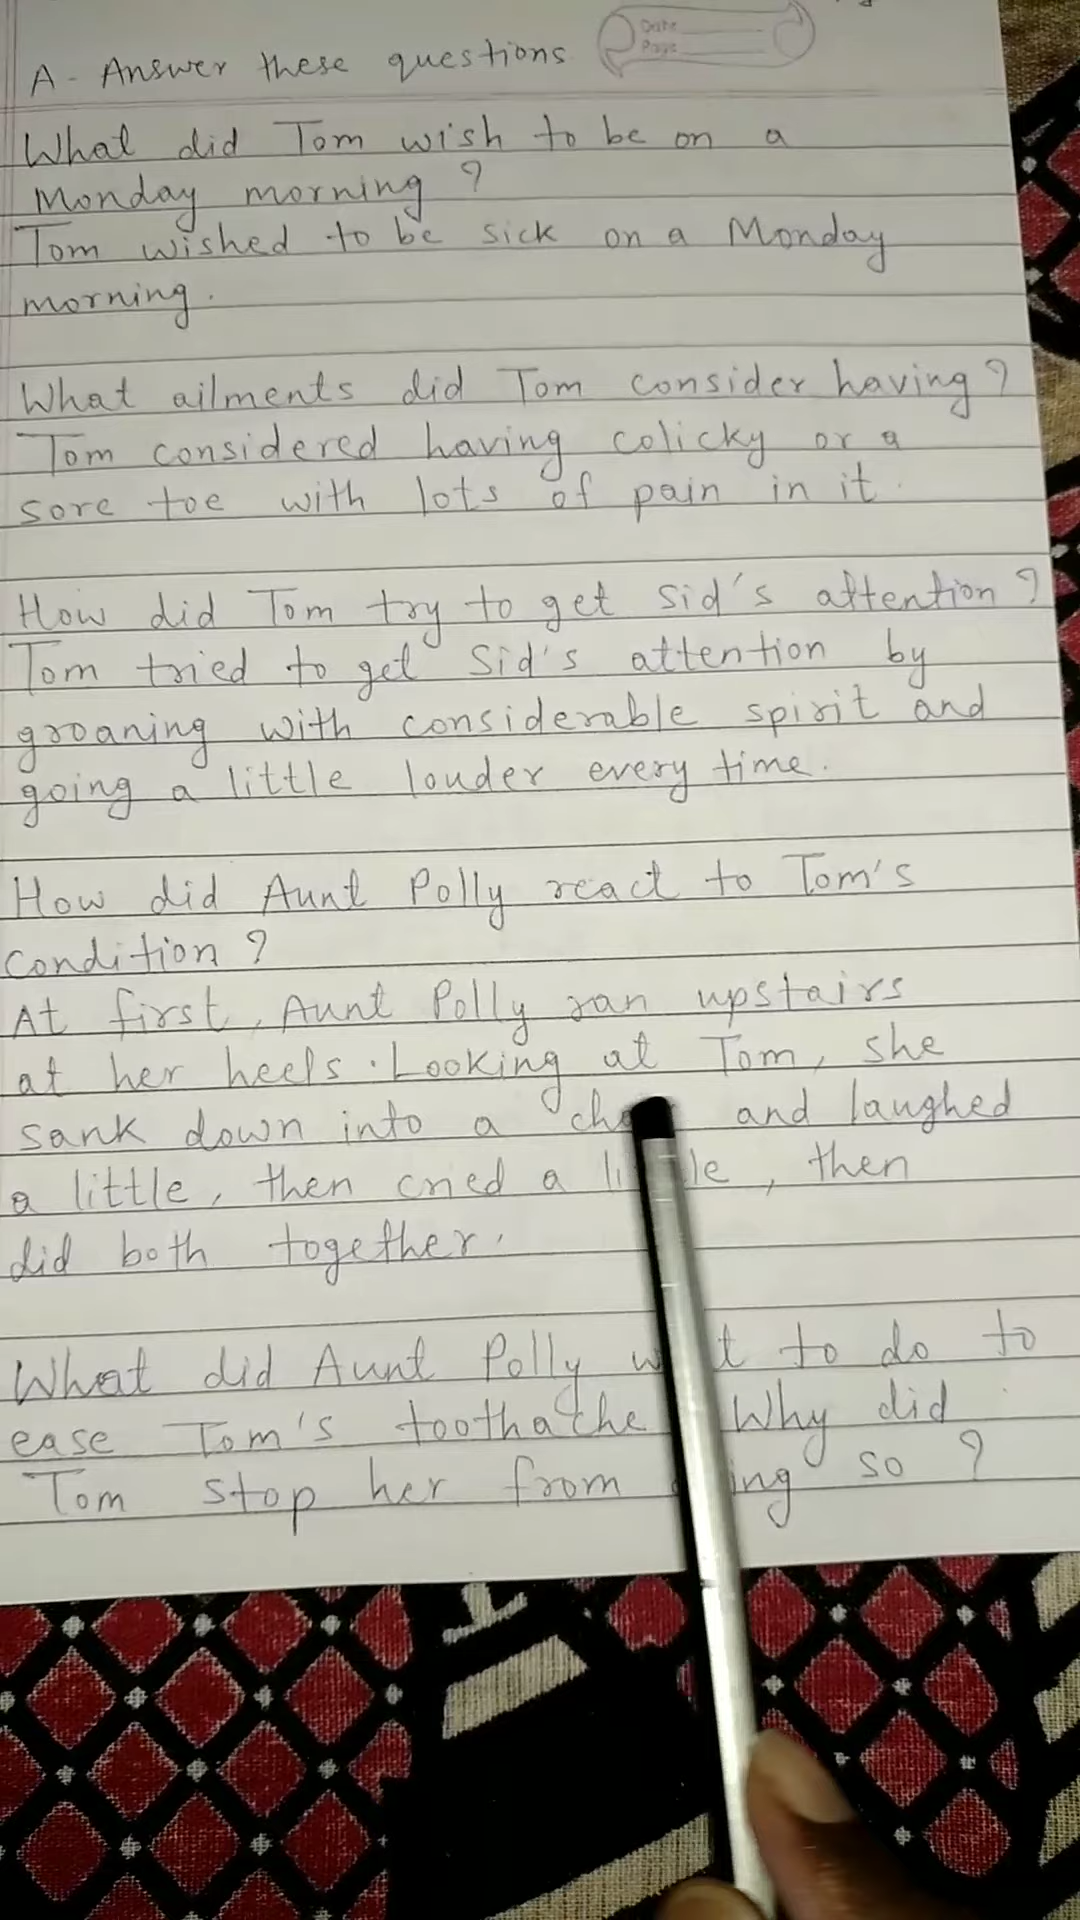 Date
Page
A - Answer these questions
What did Tom wish to be on a
Monday morning ?
Tom wished to be sick on a Monday
morning.
What ailments did Tom consider having ?
Tom considered having colicky or a
sore toe with lots of pain in it.
How did Tom try to get Sid's attention ?
Tom tried to get Sid's attention by
groaning with considerable spirit and
going a little louder every time.
How did Aunt Polly react to Tom's
condition ?
At first, Aunt Polly ran upstairs
at her heels. Looking at Tom, she
sank down into a and laughed
a little, then cried a , then
did both together.
What did Aunt Polly to do to
ease Tom's toothathe Why did
Tom stop her from so ?